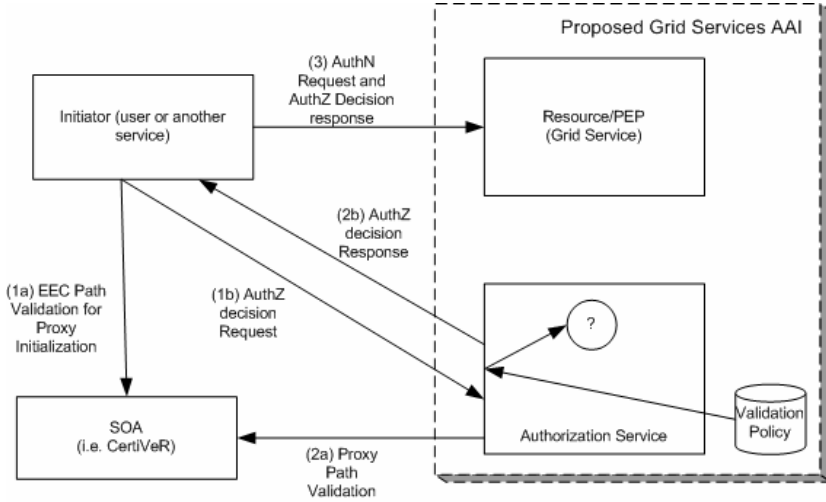 Proposed Grid Services AAI
(3) AuthN
Request and
AuthZ Decision
response
Initiator (user or another
service)
Resource/PEP
(Grid Service)
(2b) AuthZ
decision
Response
(1a) EEC Path
Validation for
Proxy
Initialization
(1b) AuthZ
decision
Request
?
SOA
(i.e. CertiVeR)
Authorization Service
Validation
Policy
(2a) Proxy
Path
Validation